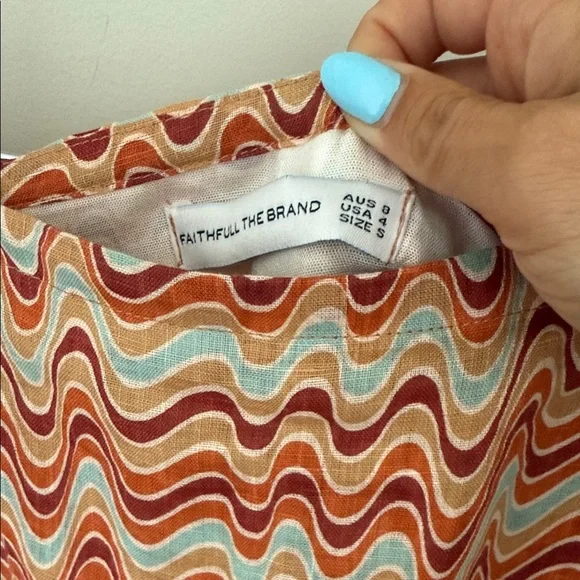 FAITHFULL THE BRAND
AUS 8
USA 4
SIZE S